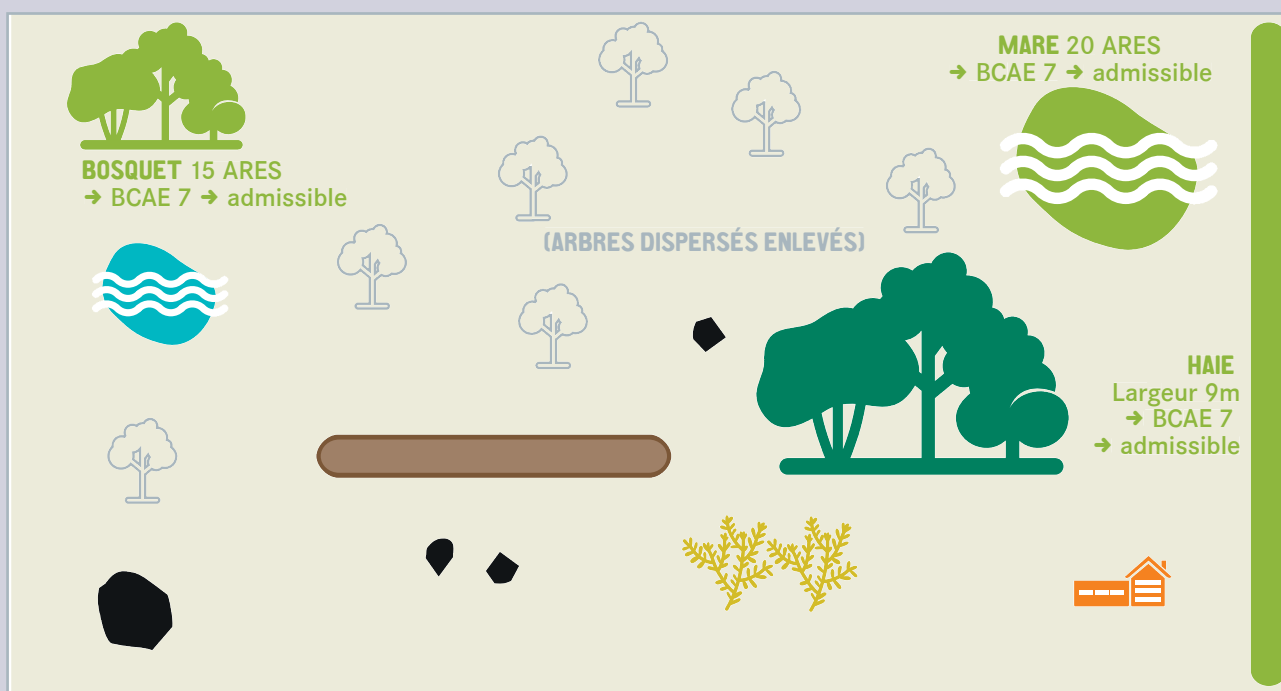 MARE 20 ARES
➔ BCAE 7 ➔ admissible
BOSQUET 15 ARES
➔ BCAE 7 ➔ admissible
(ARBRES DISPERSÉS ENLEVÉS)
HAIE
Largeur 9m
➔ BCAE 7
➔ admissible